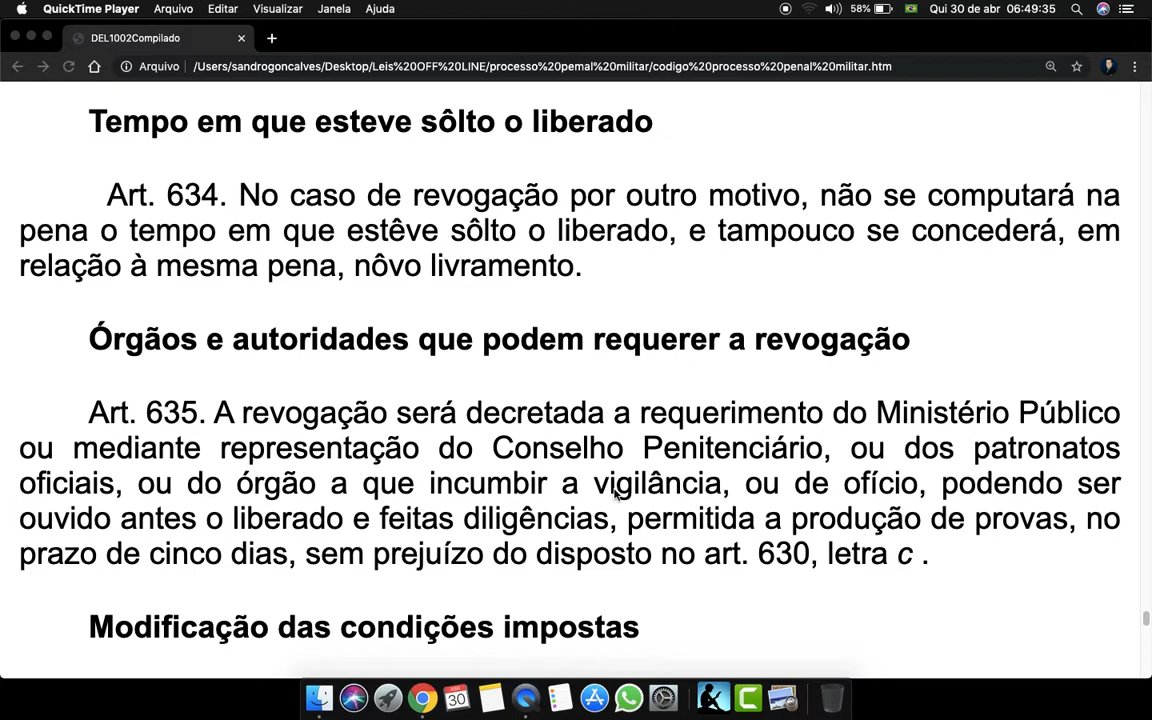 QuickTime Player Arquivo Editar Visualizar Janela Ajuda 58% Qui 30 de abr 06:49:35
DEL1002Compilado
Arquivo /Users/sandrogoncalves/Desktop/Leis%20OFF%20LINE/processo%20pemal%20militar/codigo%20processo%20penal%20militar.htm
Tempo em que esteve sôlto o liberado
Art. 634. No caso de revogação por outro motivo, não se computará na
pena o tempo em que estêve sôlto o liberado, e tampouco se concederá, em
relação à mesma pena, nôvo livramento.
Órgãos e autoridades que podem requerer a revogação
Art. 635. A revogação será decretada a requerimento do Ministério Público
ou mediante representação do Conselho Penitenciário, ou dos patronatos
oficiais, ou do órgão a que incumbir a vigilância, ou de ofício, podendo ser
ouvido antes o liberado e feitas diligências, permitida a produção de provas, no
prazo de cinco dias, sem prejuízo do disposto no art. 630, letra c .
Modificação das condições impostas
ABR
30